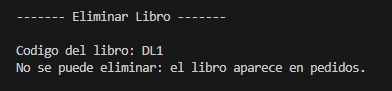 ------- Eliminar Libro -------
Codigo del libro: DL1
No se puede eliminar: el libro aparece en pedidos.